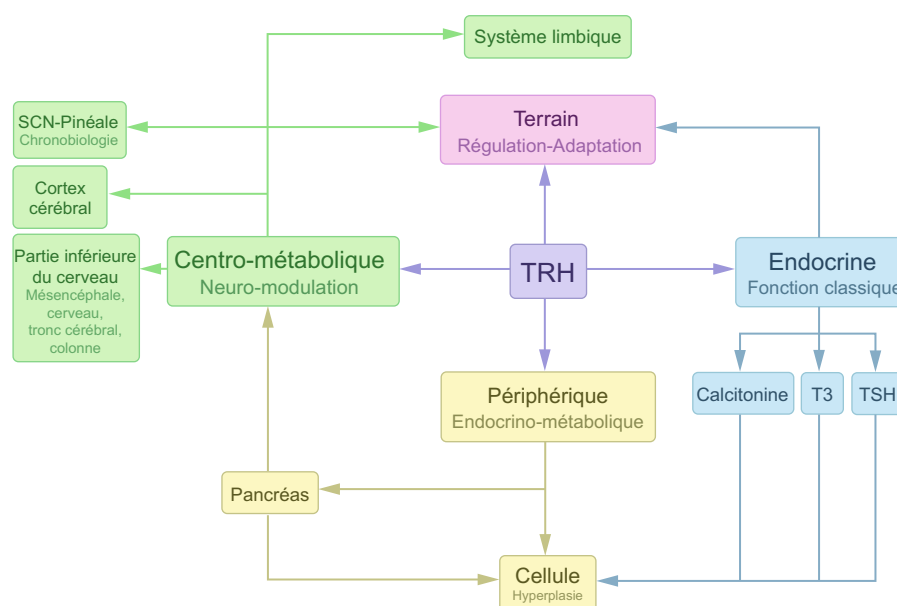 Système limbique
SCN-Pinéale
Chronobiologie
Terrain
Régulation-Adaptation
Cortex
cérébral
Partie inférieure
du cerveau
Mésencéphale,
cerveau,
tronc cérébral,
colonne
Centro-métabolique
Neuro-modulation
TRH
Endocrine
Fonction classique
Périphérique
Endocrino-métabolique
Calcitonine
T3
TSH
Pancréas
Cellule
Hyperplasie